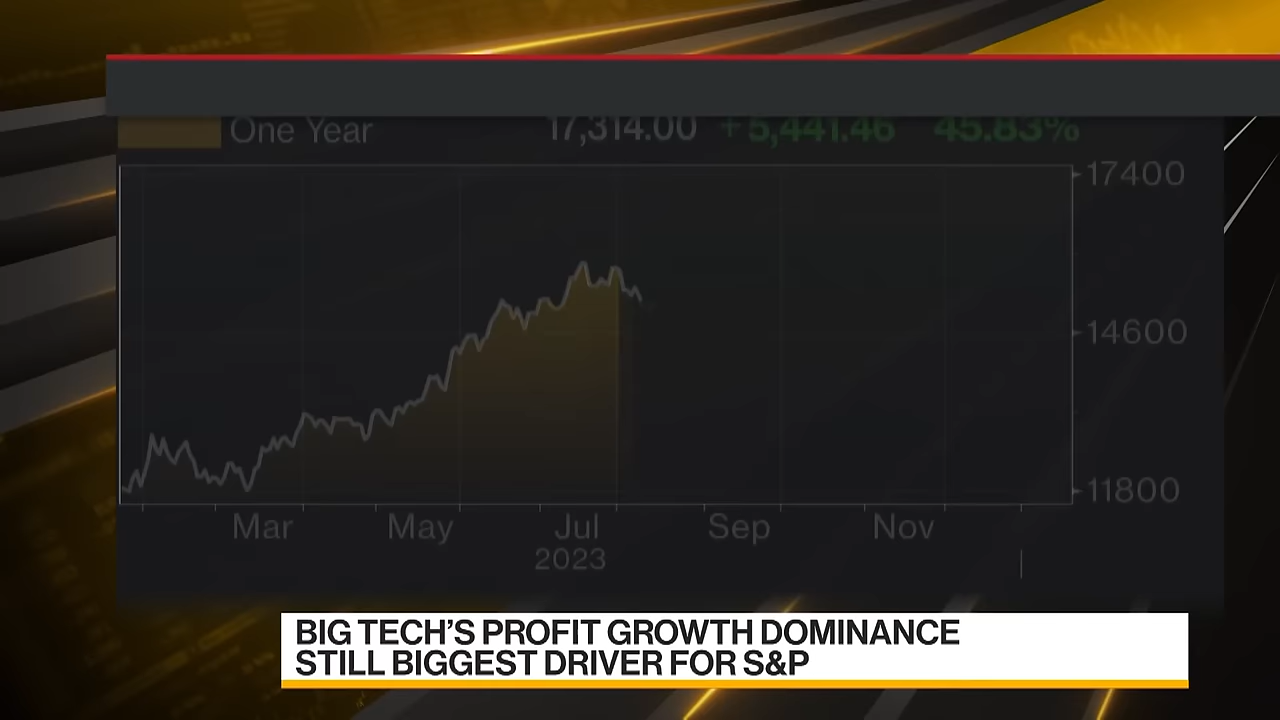 One Year 17,314.00 +5,441.46 45.83%
17400
14600
11800
Mar May Jul Sep Nov
2023
BIG TECH'S PROFIT GROWTH DOMINANCE
STILL BIGGEST DRIVER FOR S&P